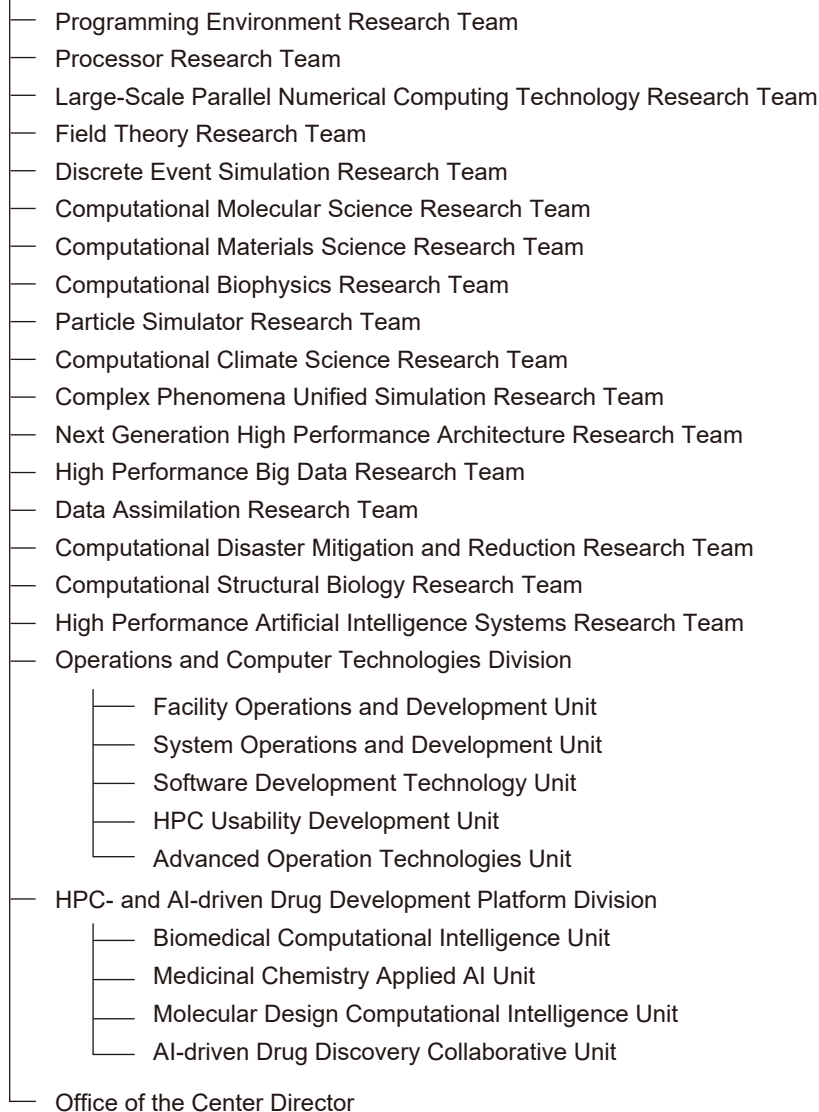 Programming Environment Research Team
Processor Research Team
Large-Scale Parallel Numerical Computing Technology Research Team
Field Theory Research Team
Discrete Event Simulation Research Team
Computational Molecular Science Research Team
Computational Materials Science Research Team
Computational Biophysics Research Team
Particle Simulator Research Team
Computational Climate Science Research Team
Complex Phenomena Unified Simulation Research Team
Next Generation High Performance Architecture Research Team
High Performance Big Data Research Team
Data Assimilation Research Team
Computational Disaster Mitigation and Reduction Research Team
Computational Structural Biology Research Team
High Performance Artificial Intelligence Systems Research Team
Operations and Computer Technologies Division
Facility Operations and Development Unit
System Operations and Development Unit
Software Development Technology Unit
HPC Usability Development Unit
Advanced Operation Technologies Unit
HPC- and AI-driven Drug Development Platform Division
Biomedical Computational Intelligence Unit
Medicinal Chemistry Applied AI Unit
Molecular Design Computational Intelligence Unit
AI-driven Drug Discovery Collaborative Unit
Office of the Center Director